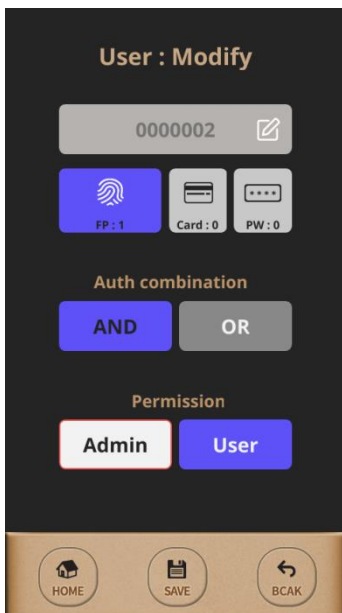 User : Modify
0000002
FP : 1 Card : 0 PW : 0
Auth combination
AND OR
Permission
Admin User
HOME SAVE BCAK